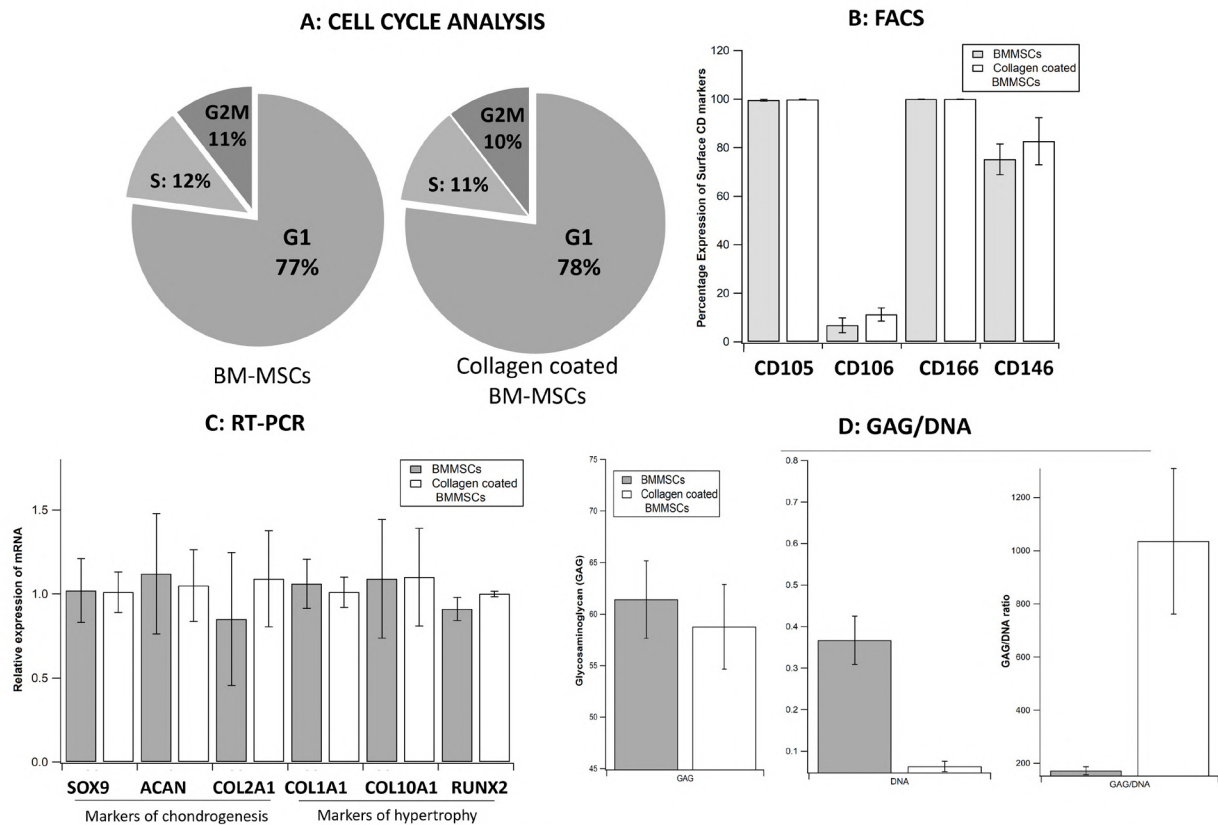 A: CELL CYCLE ANALYSIS
G2M
11%
S: 12%
G1
77%
BM-MSCs
G2M
10%
S: 11%
G1
78%
Collagen coated
BM-MSCs
B: FACS
BMMSCs
Collagen coated
BMMSCs
Percentage Expression of Surface CD markers
120
100
80
60
40
20
0
CD105 CD106 CD166 CD146
C: RT-PCR
BMMSCs
Collagen coated
BMMSCs
Relative expression of mRNA
1.5
1.0
0.5
0.0
SOX9 ACAN COL2A1 COL1A1 COL10A1 RUNX2
Markers of chondrogenesis Markers of hypertrophy
D: GAG/DNA
BMMSCs
Collagen coated
BMMSCs
Glycosaminoglycan (GAG)
75
70
65
60
55
50
45
GAG
0.8
0.7
0.6
0.5
0.4
0.3
0.2
0.1
DNA
GAG/DNA ratio
1200
1000
800
600
400
200
GAG/DNA